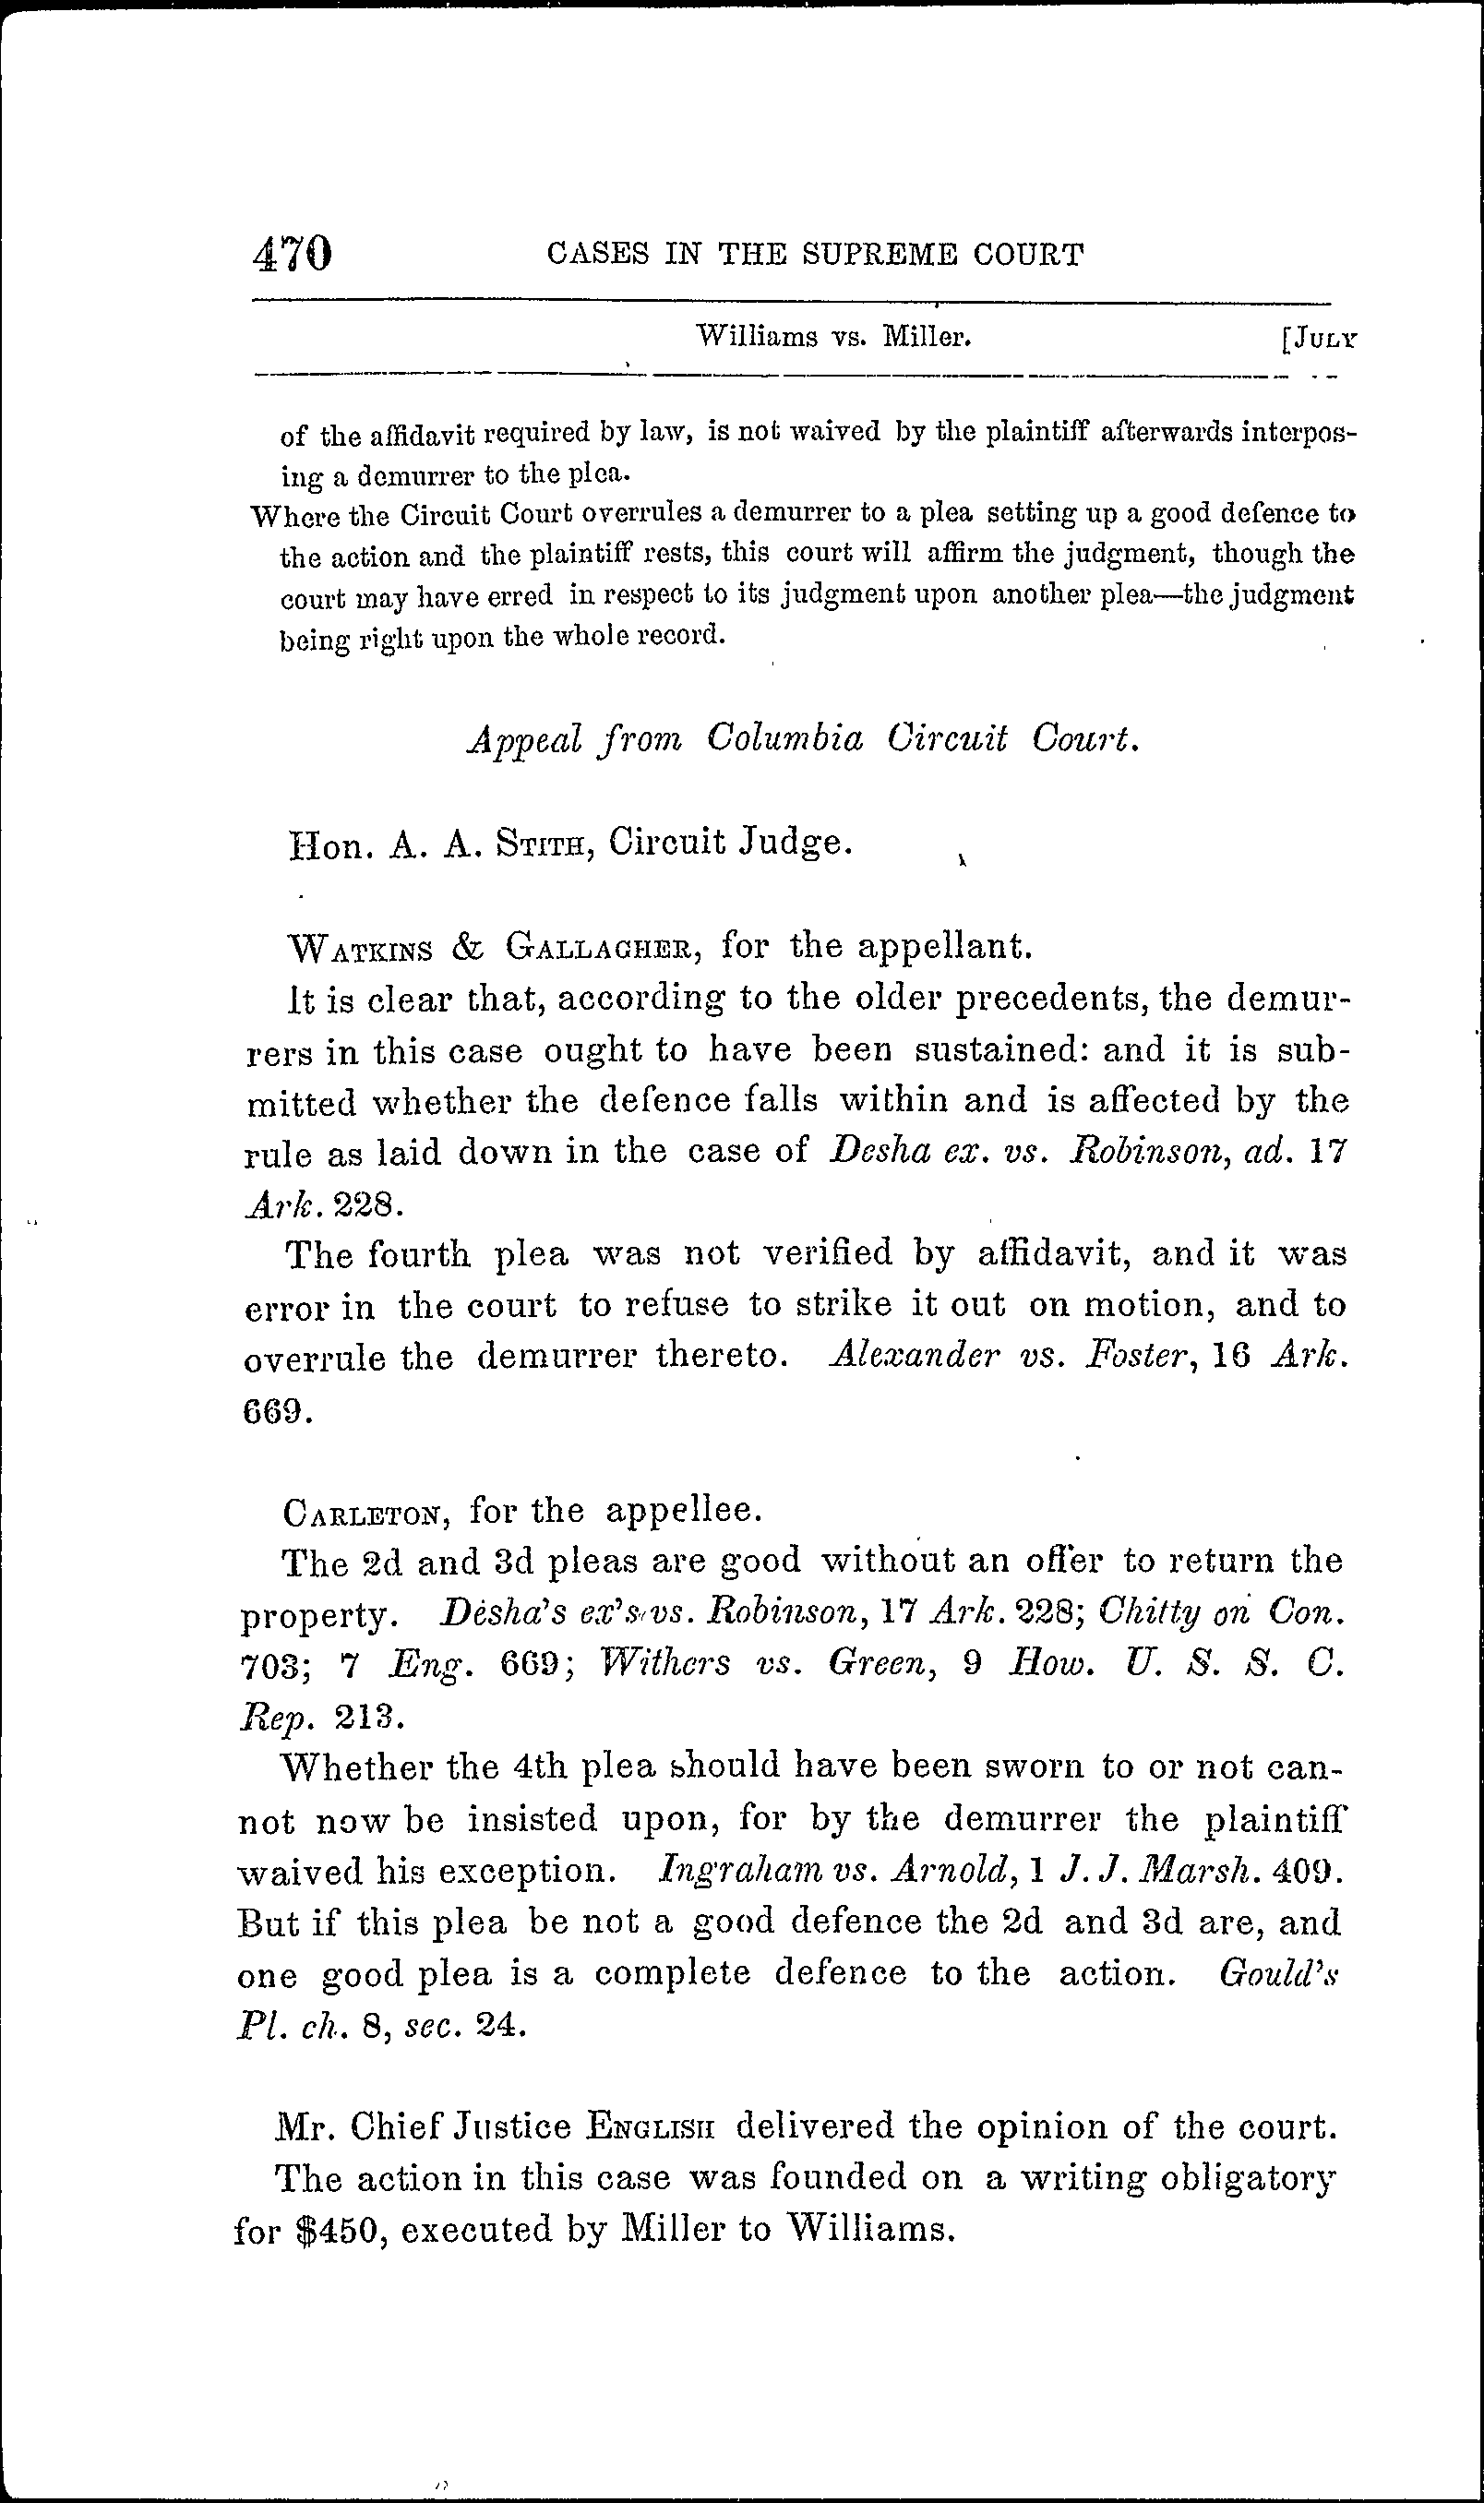 470 CASES IN THE SUPREME COURT
Williams vs. Miller. [JULY
of the affidavit required by law, is not waived by the plaintiff afterwards interpos-
ing a demurrer to the plea.
Where the Circuit Court overrules a demurrer to a plea setting up a good defence to
the action and the plaintiff rests, this court will affirm the judgment, though the
court may have erred in respect to its judgment upon another plea—the judgment
being right upon the whole record.
Appeal from Columbia Circuit Court.
Hon. A. A. STITH, Circuit Judge.
WATKINS & GALLAGHER, for the appellant.
It is clear that, according to the older precedents, the demur-
rers in this case ought to have been sustained: and it is sub-
mitted whether the defence falls within and is affected by the
rule as laid down in the case of Desha ex. vs. Robinson, ad. 17
Ark. 228.
The fourth plea was not verified by affidavit, and it was
error in the court to refuse to strike it out on motion, and to
overrule the demurrer thereto. Alexander vs. Foster, 16 Ark.
669.
CARLETON, for the appellee.
The 2d and 3d pleas are good without an offer to return the
property. Desha's ex's vs. Robinson, 17 Ark. 228; Chitty on Con.
703; 7 Eng. 669; Withers vs. Green, 9 How. U. S. S. C.
Rep. 213.
Whether the 4th plea should have been sworn to or not can-
not now be insisted upon, for by the demurrer the plaintiff
waived his exception. Ingraham vs. Arnold, 1 J. J. Marsh. 409.
But if this plea be not a good defence the 2d and 3d are, and
one good plea is a complete defence to the action. Gould's
Pl. ch. 8, sec. 24.
Mr. Chief Justice ENGLISH delivered the opinion of the court.
The action in this case was founded on a writing obligatory
for $450, executed by Miller to Williams.